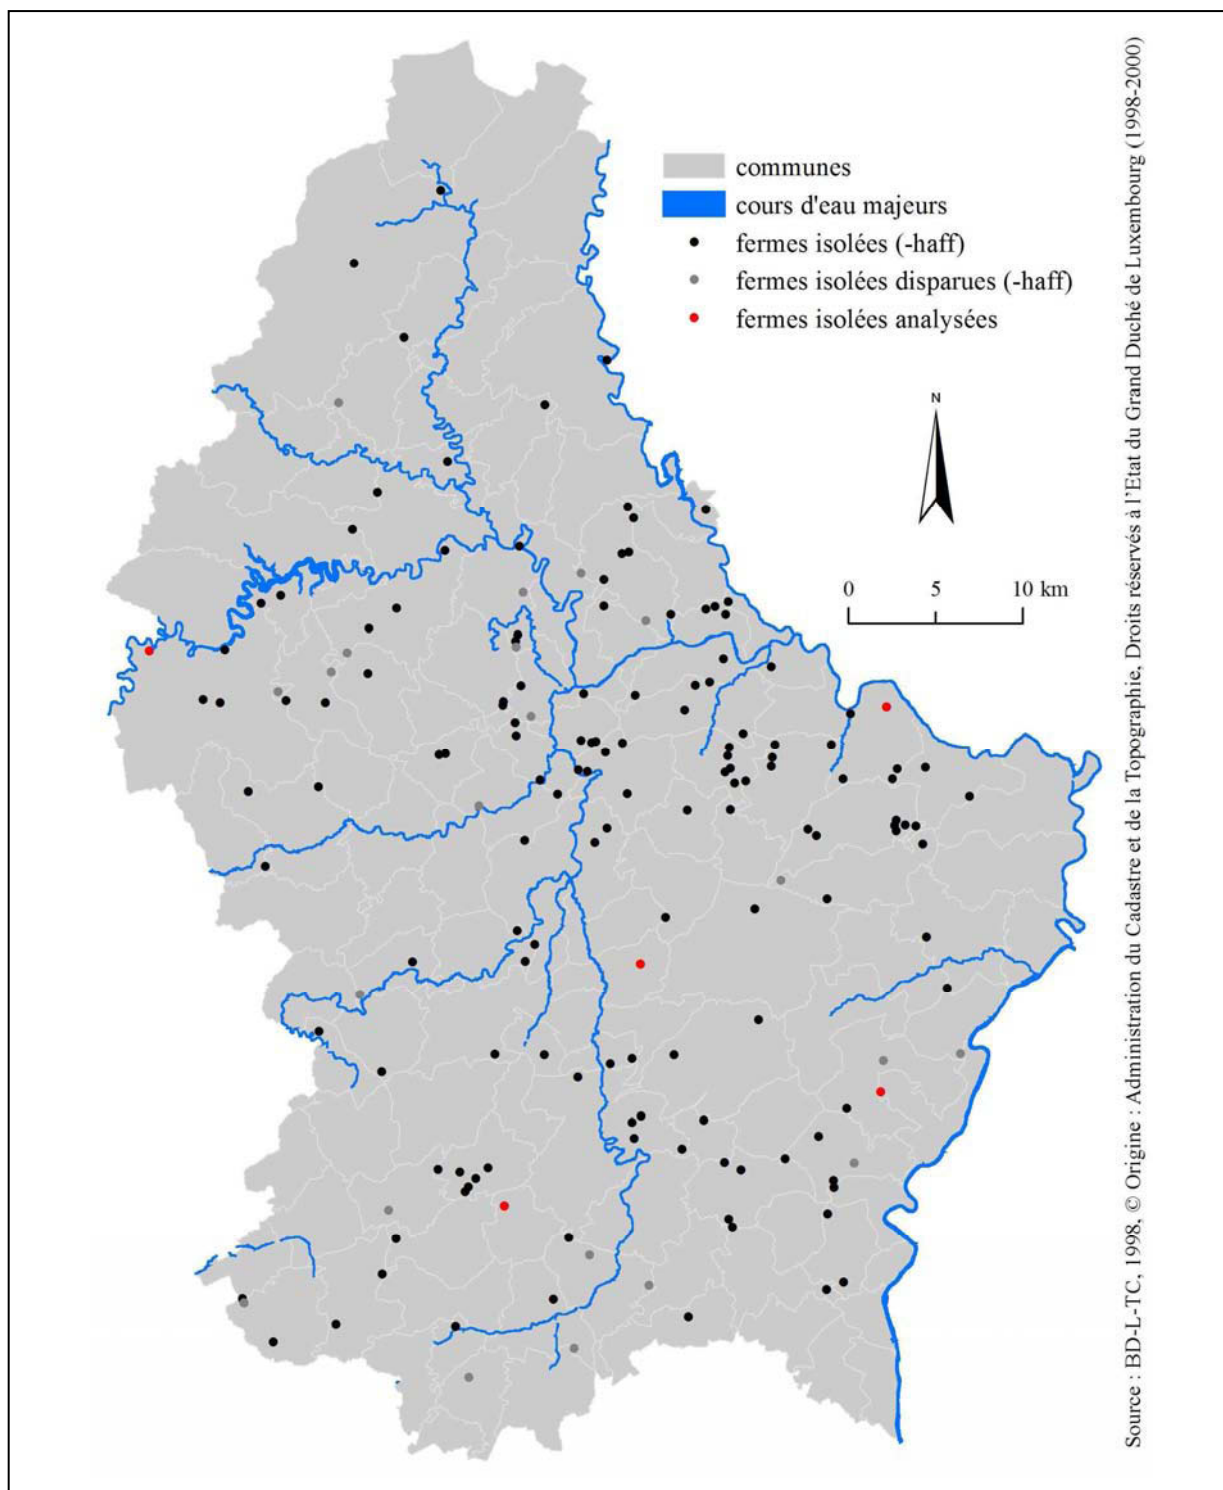 communes
cours d'eau majeurs
fermes isolées (-haff)
fermes isolées disparues (-haff)
fermes isolées analysées
N
0 5 10 km
Source : BD-L-TC, 1998, © Origine : Administration du Cadastre et de la Topographie, Droits réservés à l'Etat du Grand Duché de Luxembourg (1998-2000)